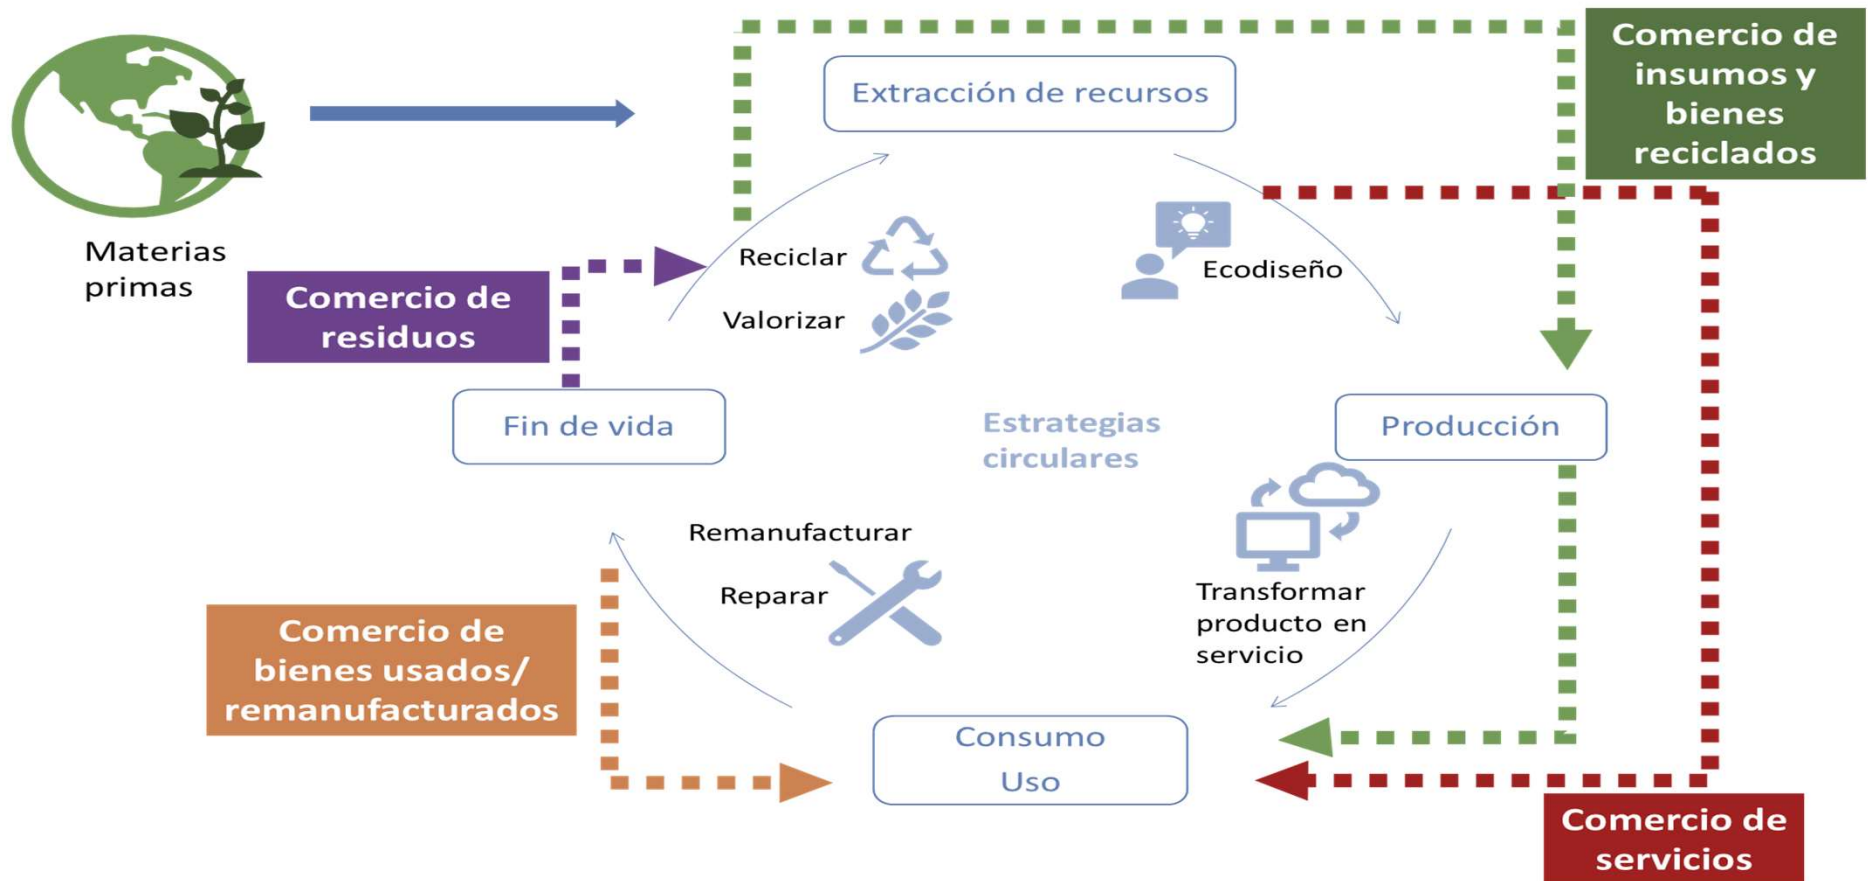 Comercio de
insumos y
bienes
reciclados
Extracción de recursos
Materias
primas
Comercio de
residuos
Reciclar
Valorizar
Ecodiseño
Fin de vida
Estrategias
circulares
Producción
Remanufacturar
Reparar
Transformar
producto en
servicio
Comercio de
bienes usados/
remanufacturados
Consumo
Uso
Comercio de
servicios